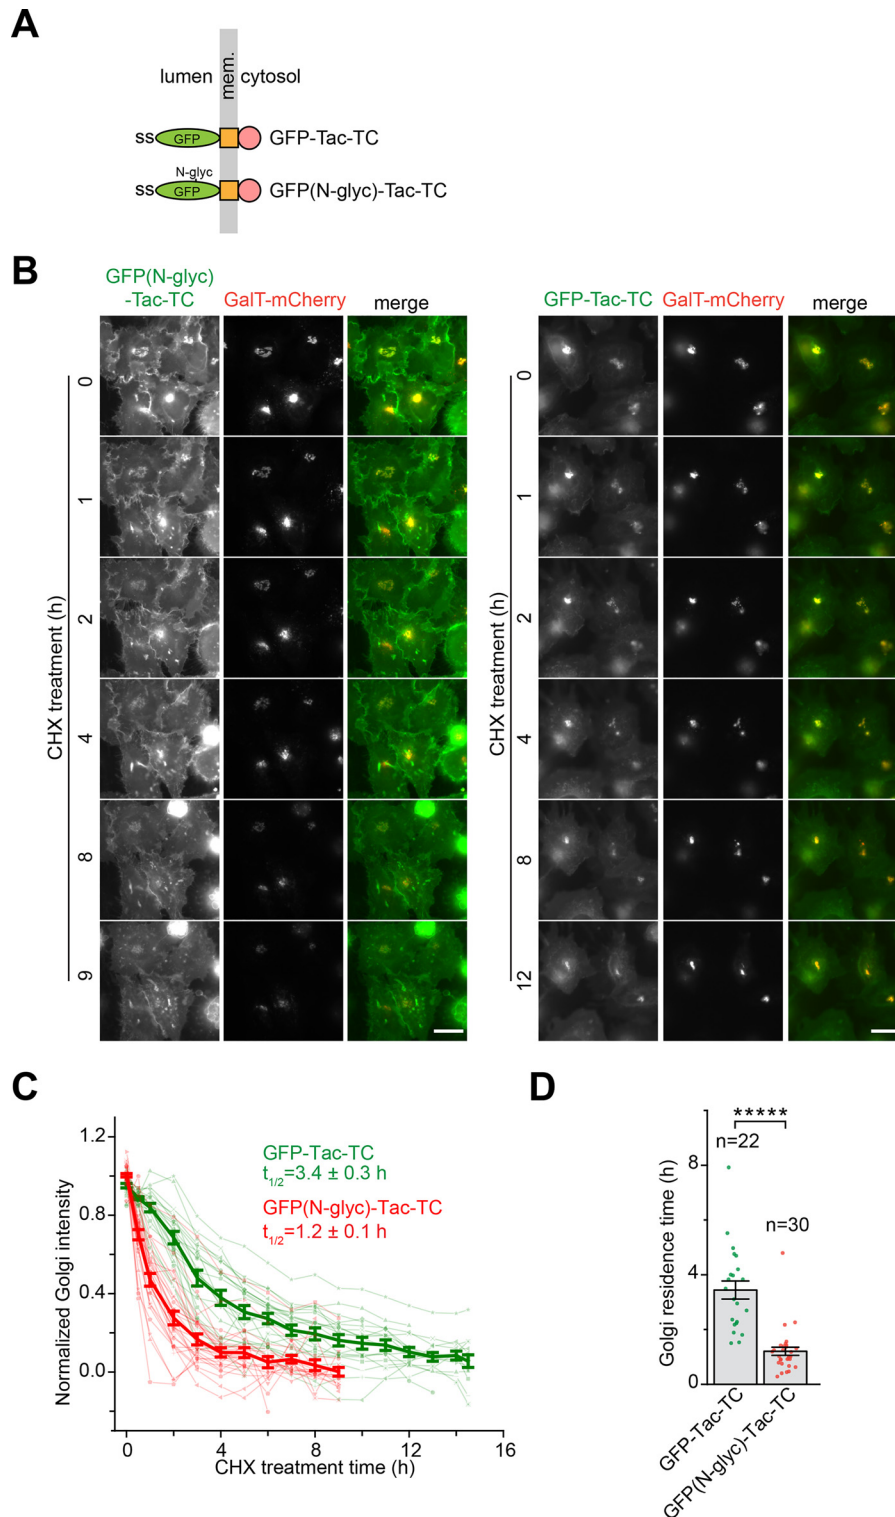 A
lumen mem. cytosol
ss GFP GFP-Tac-TC
N-glyc
ss GFP GFP(N-glyc)-Tac-TC
B
GFP(N-glyc)
-Tac-TC GalT-mCherry merge
GFP-Tac-TC GalT-mCherry merge
CHX treatment (h)
0
1
2
4
8
9
CHX treatment (h)
0
1
2
4
8
12
C
Normalized Golgi intensity
1.2
0.8
0.4
0.0
GFP-Tac-TC
t1/2=3.4 ± 0.3 h
GFP(N-glyc)-Tac-TC
t1/2=1.2 ± 0.1 h
0 4 8 12 16
CHX treatment time (h)
D
Golgi residence time (h)
8
4
0
*****
n=22
n=30
GFP-Tac-TC
GFP(N-glyc)-Tac-TC